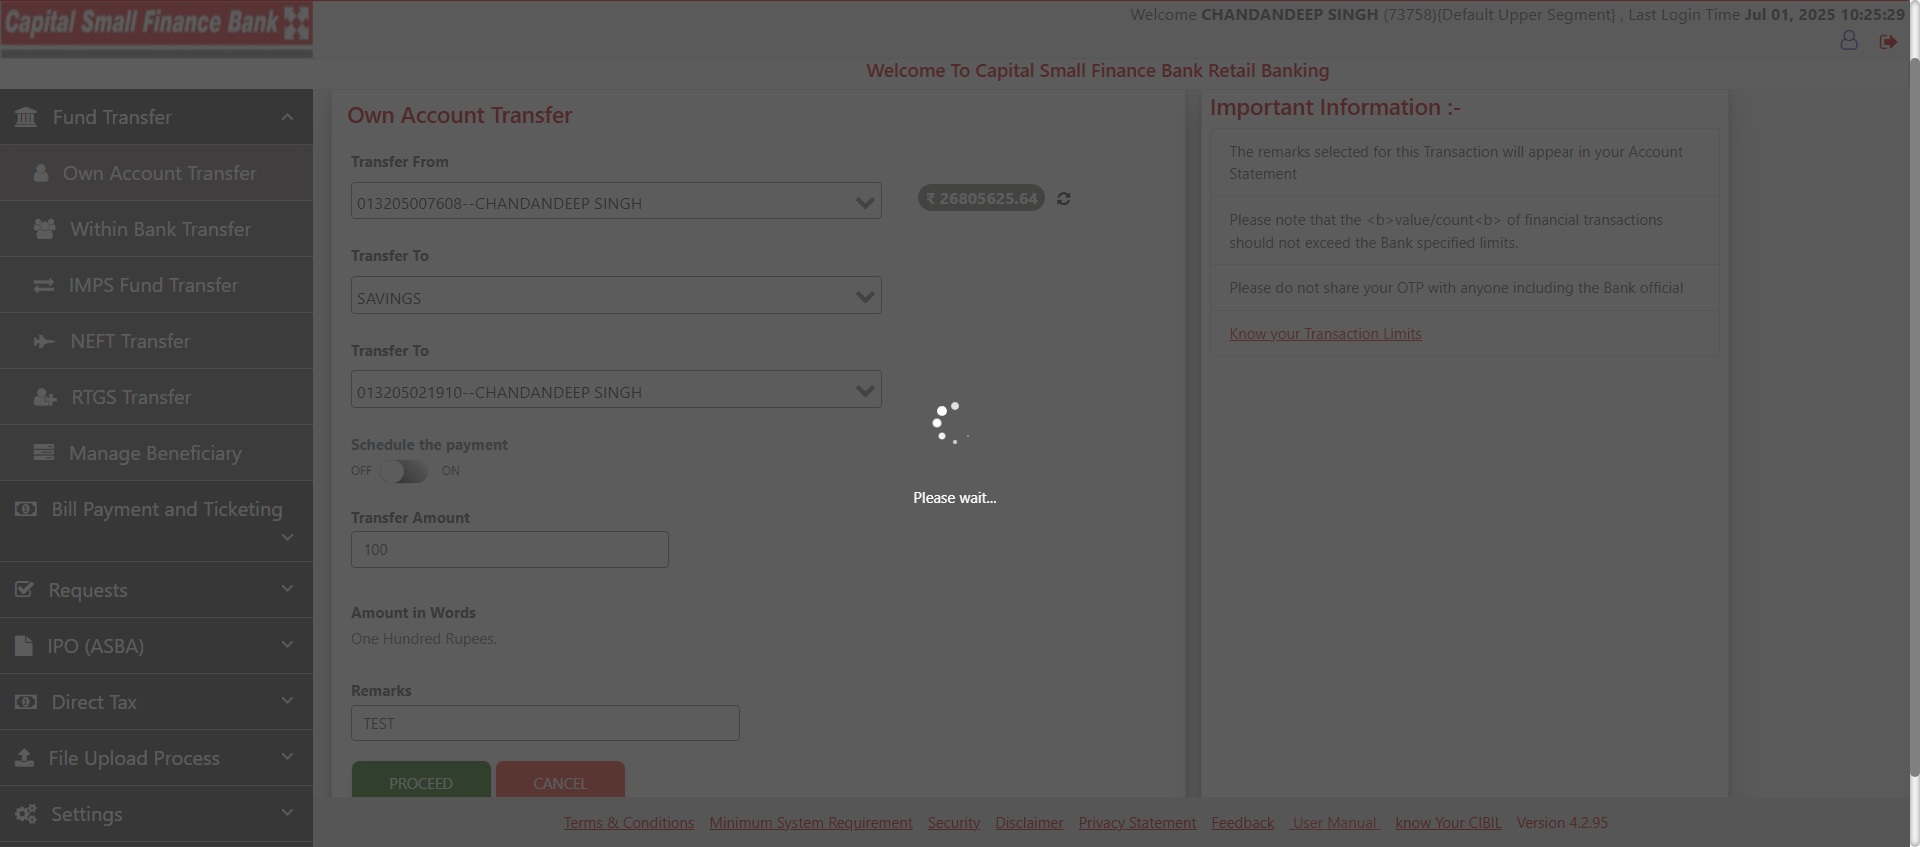 Capital Small Finance Bank
Welcome CHANDANDEEP SINGH (73758){Default Upper Segment} , Last Login Time Jul 01, 2025 10:25:29
Welcome To Capital Small Finance Bank Retail Banking
Fund Transfer
Own Account Transfer
Within Bank Transfer
IMPS Fund Transfer
NEFT Transfer
RTGS Transfer
Manage Beneficiary
Bill Payment and Ticketing
Requests
IPO (ASBA)
Direct Tax
File Upload Process
Settings
Own Account Transfer
Transfer From
013205007608--CHANDANDEEP SINGH
₹ 26805625.64
Transfer To
SAVINGS
Transfer To
013205021910--CHANDANDEEP SINGH
Schedule the payment
OFF ON
Transfer Amount
100
Amount in Words
One Hundred Rupees.
Remarks
TEST
PROCEED CANCEL
Please wait...
Important Information :-
The remarks selected for this Transaction will appear in your Account
Statement
Please note that the <b>value/count<b> of financial transactions
should not exceed the Bank specified limits.
Please do not share your OTP with anyone including the Bank official
Know your Transaction Limits
Terms & Conditions Minimum System Requirement Security Disclaimer Privacy Statement Feedback User Manual know Your CIBIL Version 4.2.95